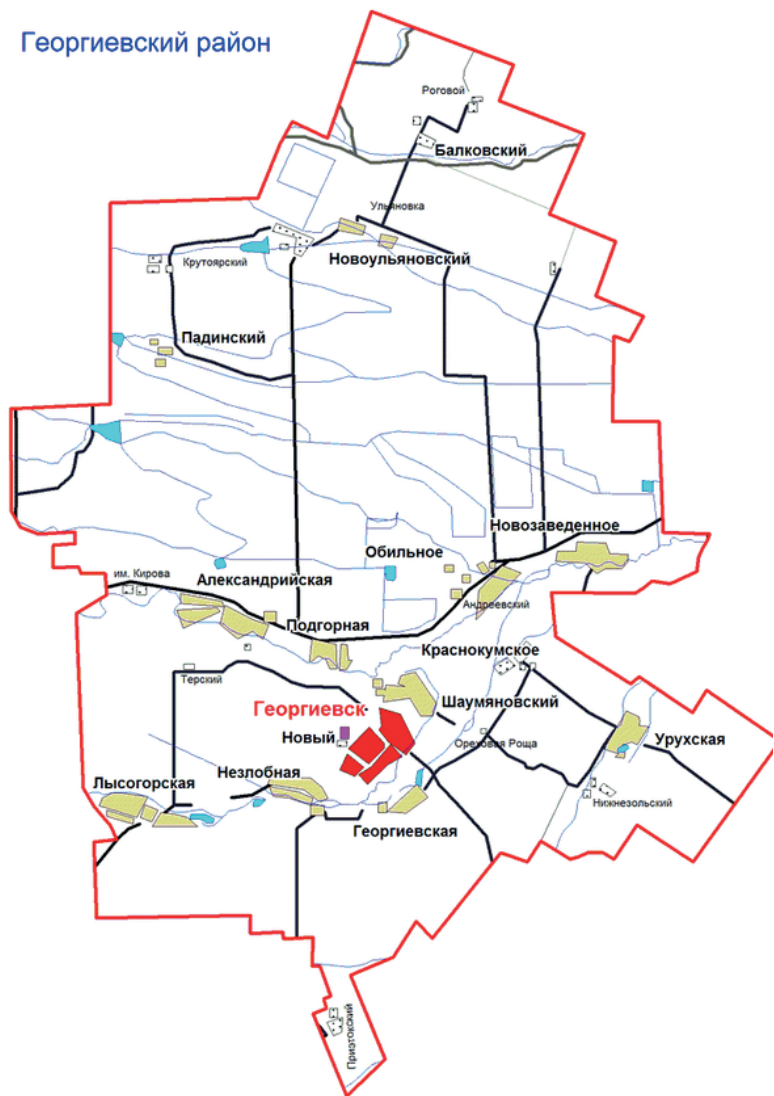 Георгиевский район
Роговой
Балковский
Ульяновка
Новоульяновский
Крутоярский
Падинский
Новозаведенное
Обильное
им. Кирова
Александрийская
Андреевский
Подгорная
Краснокумское
Терский
Шаумяновский
Георгиевск
Новый
Ореховая Роща
Урухская
Незлобная
Лысогорская
Нижнезольский
Георгиевская
Приэтокский